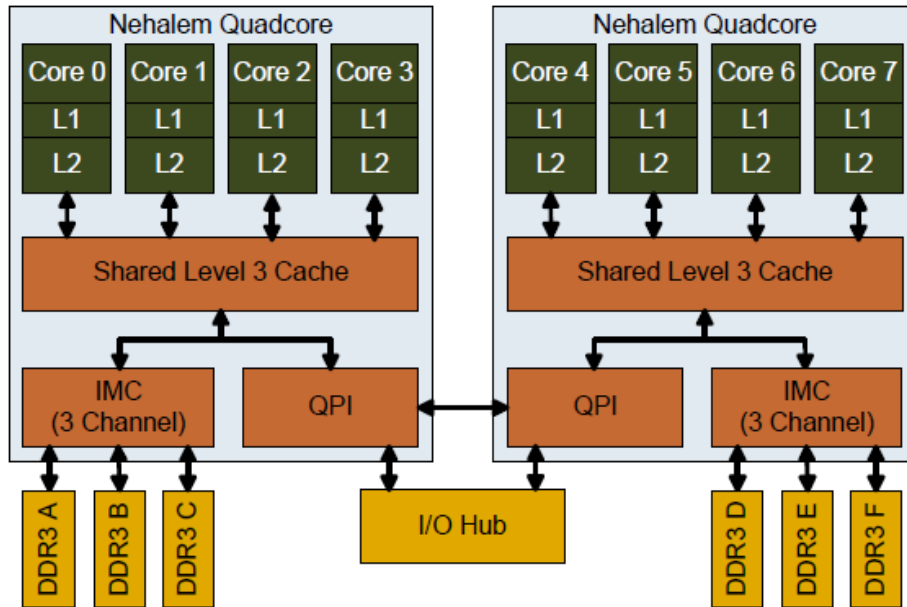 Nehalem Quadcore
Core 0 Core 1 Core 2 Core 3
L1 L1 L1 L1
L2 L2 L2 L2
Shared Level 3 Cache
IMC
(3 Channel)
QPI
DDR3 A
DDR3 B
DDR3 C
Nehalem Quadcore
Core 4 Core 5 Core 6 Core 7
L1 L1 L1 L1
L2 L2 L2 L2
Shared Level 3 Cache
QPI
IMC
(3 Channel)
I/O Hub
DDR3 D
DDR3 E
DDR3 F